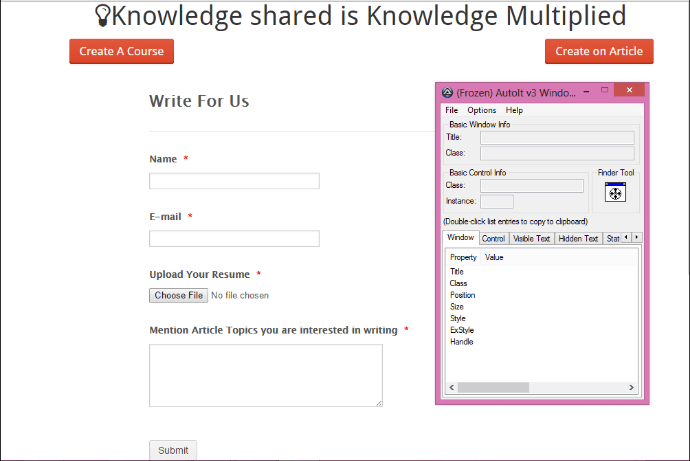 Knowledge shared is Knowledge Multiplied
Create A Course
Create on Article
Write For Us
Name *
E-mail *
Upload Your Resume *
Choose File No file chosen
Mention Article Topics you are interested in writing *
Submit
(Frozen) AutoIt v3 Windo...
File Options Help
Basic Window Info
Title:
Class:
Basic Control Info
Class:
Instance:
Finder Tool
(Double-click list entries to copy to clipboard)
Window Control Visible Text Hidden Text Stat
Property Value
Title
Class
Position
Size
Style
ExStyle
Handle